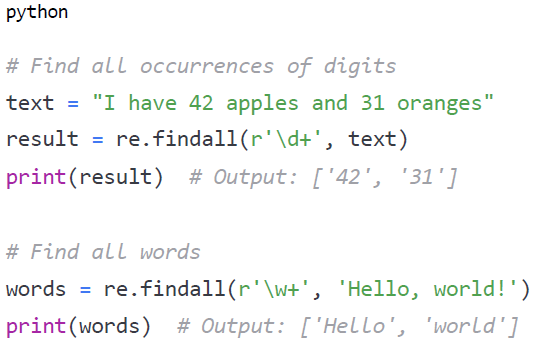 python
# Find all occurrences of digits
text = "I have 42 apples and 31 oranges"
result = re.findall(r'\d+', text)
print(result)  # Output: ['42', '31']
# Find all words
words = re.findall(r'\w+', 'Hello, world!')
print(words)  # Output: ['Hello', 'world']